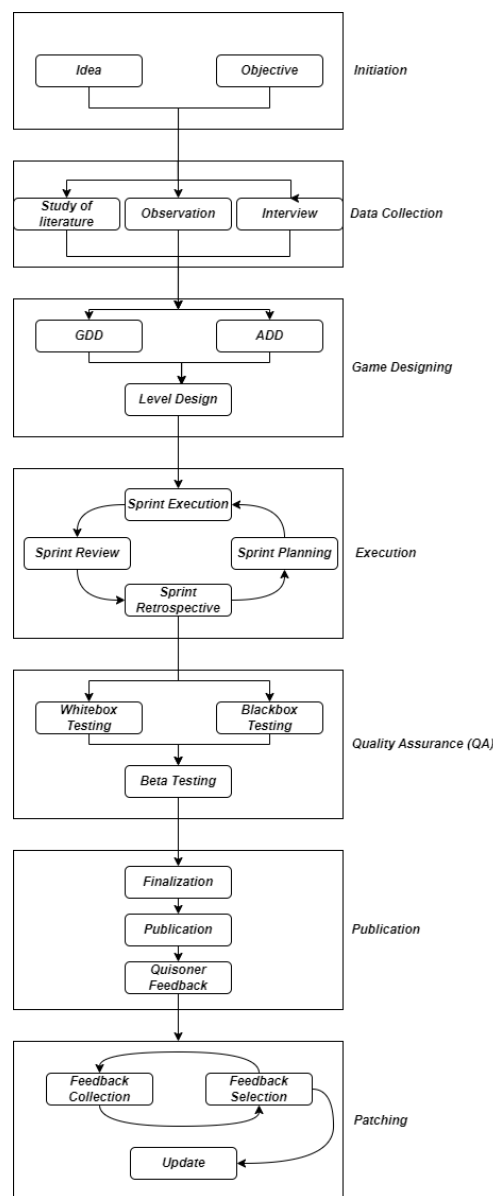 Idea
Objective
Initiation
Study of
literature
Observation
Interview
Data Collection
GDD
ADD
Game Designing
Level Design
Sprint Execution
Sprint Review
Sprint Planning
Execution
Sprint
Retrospective
Whitebox
Testing
Blackbox
Testing
Quality Assurance (QA)
Beta Testing
Finalization
Publication
Publication
Quisoner
Feedback
Feedback
Collection
Feedback
Selection
Patching
Update